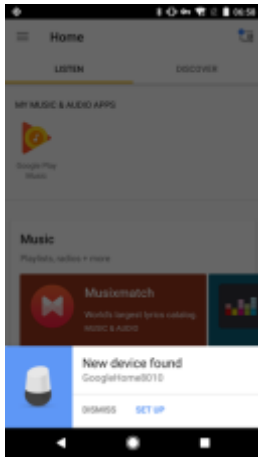 06:58
Home
LISTEN DISCOVER
MY MUSIC & AUDIO APPS
Google Play
Music
Music
Playlists, radios + more
Musixmatch
World's largest lyrics catalog.
MUSIC & AUDIO
New device found
GoogleHome8010
DISMISS SET UP